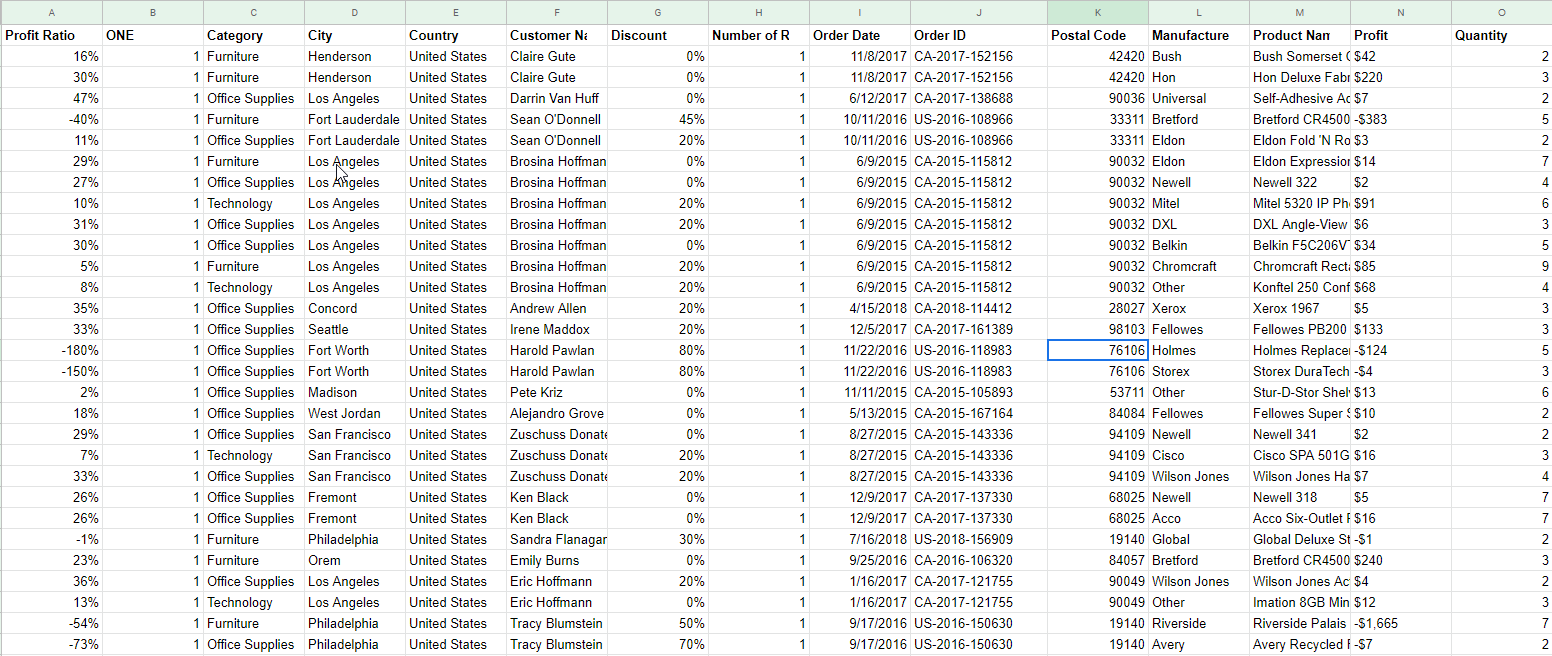 A B C D E F G H I J K L M N O
Profit Ratio ONE Category City Country Customer Na Discount Number of R Order Date Order ID Postal Code Manufacture Product Nam Profit Quantity
16% 1 Furniture Henderson United States Claire Gute 0% 1 11/8/2017 CA-2017-152156 42420 Bush Bush Somerset C $42 2
30% 1 Furniture Henderson United States Claire Gute 0% 1 11/8/2017 CA-2017-152156 42420 Hon Hon Deluxe Fabr $220 3
47% 1 Office Supplies Los Angeles United States Darrin Van Huff 0% 1 6/12/2017 CA-2017-138688 90036 Universal Self-Adhesive Ad $7 2
-40% 1 Furniture Fort Lauderdale United States Sean O'Donnell 45% 1 10/11/2016 US-2016-108966 33311 Bretford Bretford CR4500 -$383 5
11% 1 Office Supplies Fort Lauderdale United States Sean O'Donnell 20% 1 10/11/2016 US-2016-108966 33311 Eldon Eldon Fold 'N Ro $3 2
29% 1 Furniture Los Angeles United States Brosina Hoffman 0% 1 6/9/2015 CA-2015-115812 90032 Eldon Eldon Expression $14 7
27% 1 Office Supplies Los Angeles United States Brosina Hoffman 0% 1 6/9/2015 CA-2015-115812 90032 Newell Newell 322 $2 4
10% 1 Technology Los Angeles United States Brosina Hoffman 20% 1 6/9/2015 CA-2015-115812 90032 Mitel Mitel 5320 IP Pho $91 6
31% 1 Office Supplies Los Angeles United States Brosina Hoffman 20% 1 6/9/2015 CA-2015-115812 90032 DXL DXL Angle-View $6 3
30% 1 Office Supplies Los Angeles United States Brosina Hoffman 0% 1 6/9/2015 CA-2015-115812 90032 Belkin Belkin F5C206VT $34 5
5% 1 Furniture Los Angeles United States Brosina Hoffman 20% 1 6/9/2015 CA-2015-115812 90032 Chromcraft Chromcraft Recta $85 9
8% 1 Technology Los Angeles United States Brosina Hoffman 20% 1 6/9/2015 CA-2015-115812 90032 Other Konftel 250 Conf $68 4
35% 1 Office Supplies Concord United States Andrew Allen 20% 1 4/15/2018 CA-2018-114412 28027 Xerox Xerox 1967 $5 3
33% 1 Office Supplies Seattle United States Irene Maddox 20% 1 12/5/2017 CA-2017-161389 98103 Fellowes Fellowes PB200 $133 3
-180% 1 Office Supplies Fort Worth United States Harold Pawlan 80% 1 11/22/2016 US-2016-118983 76106 Holmes Holmes Replacer -$124 5
-150% 1 Office Supplies Fort Worth United States Harold Pawlan 80% 1 11/22/2016 US-2016-118983 76106 Storex Storex DuraTech -$4 3
2% 1 Office Supplies Madison United States Pete Kriz 0% 1 11/11/2015 CA-2015-105893 53711 Other Stur-D-Stor Shelv $13 6
18% 1 Office Supplies West Jordan United States Alejandro Grove 0% 1 5/13/2015 CA-2015-167164 84084 Fellowes Fellowes Super S $10 2
29% 1 Office Supplies San Francisco United States Zuschuss Donate 0% 1 8/27/2015 CA-2015-143336 94109 Newell Newell 341 $2 2
7% 1 Technology San Francisco United States Zuschuss Donate 20% 1 8/27/2015 CA-2015-143336 94109 Cisco Cisco SPA 501G $16 3
33% 1 Office Supplies San Francisco United States Zuschuss Donate 20% 1 8/27/2015 CA-2015-143336 94109 Wilson Jones Wilson Jones Ha $7 4
26% 1 Office Supplies Fremont United States Ken Black 0% 1 12/9/2017 CA-2017-137330 68025 Newell Newell 318 $5 7
26% 1 Office Supplies Fremont United States Ken Black 0% 1 12/9/2017 CA-2017-137330 68025 Acco Acco Six-Outlet P $16 7
-1% 1 Furniture Philadelphia United States Sandra Flanagar 30% 1 7/16/2018 US-2018-156909 19140 Global Global Deluxe St -$1 2
23% 1 Furniture Orem United States Emily Burns 0% 1 9/25/2016 CA-2016-106320 84057 Bretford Bretford CR4500 $240 3
36% 1 Office Supplies Los Angeles United States Eric Hoffmann 20% 1 1/16/2017 CA-2017-121755 90049 Wilson Jones Wilson Jones Ac $4 2
13% 1 Technology Los Angeles United States Eric Hoffmann 0% 1 1/16/2017 CA-2017-121755 90049 Other Imation 8GB Min $12 3
-54% 1 Furniture Philadelphia United States Tracy Blumstein 50% 1 9/17/2016 US-2016-150630 19140 Riverside Riverside Palais -$1,665 7
-73% 1 Office Supplies Philadelphia United States Tracy Blumstein 70% 1 9/17/2016 US-2016-150630 19140 Avery Avery Recycled F -$7 2